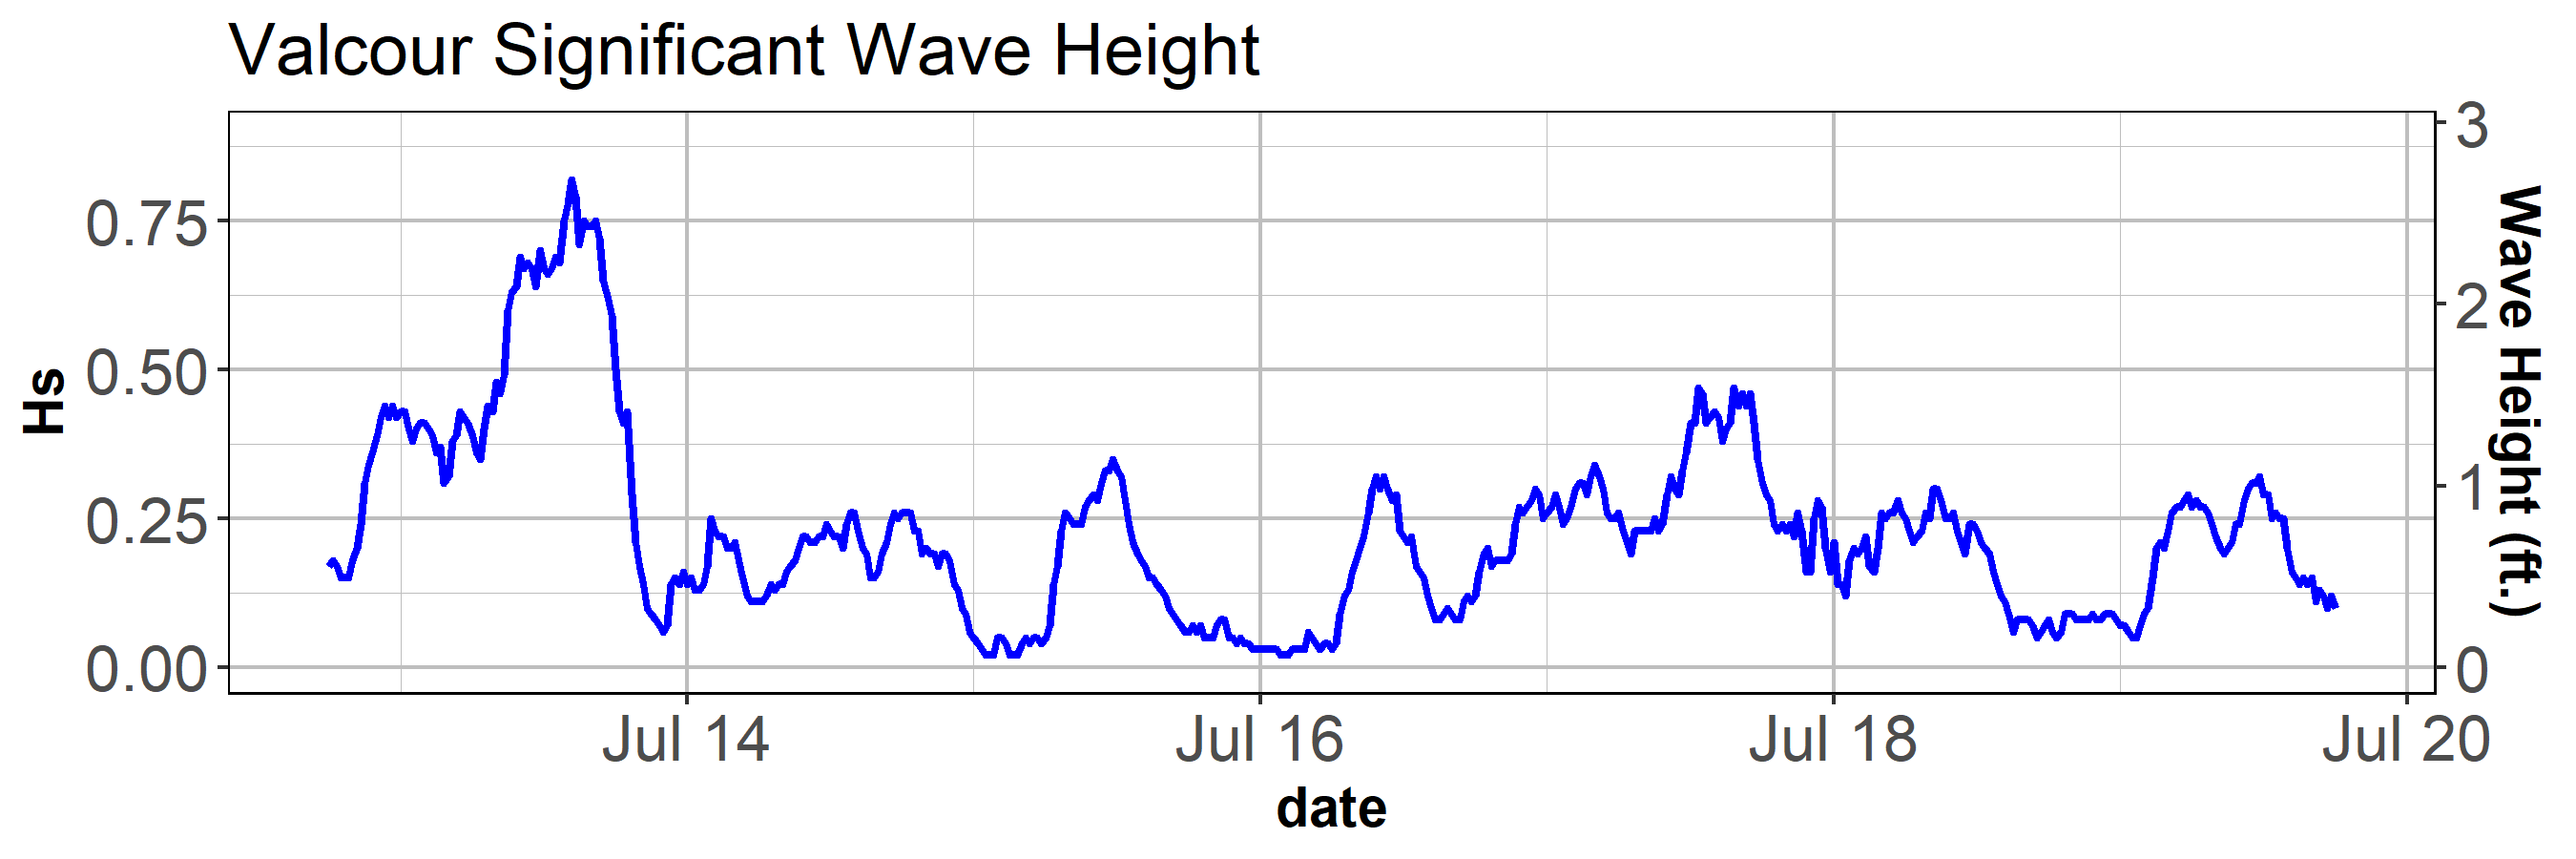 Valcour Significant Wave Height
3
0.75
2
0.50
1
0.25
0.00
0
Hs
Wave Height (ft.)
Jul 14
Jul 16
Jul 18
Jul 20
date